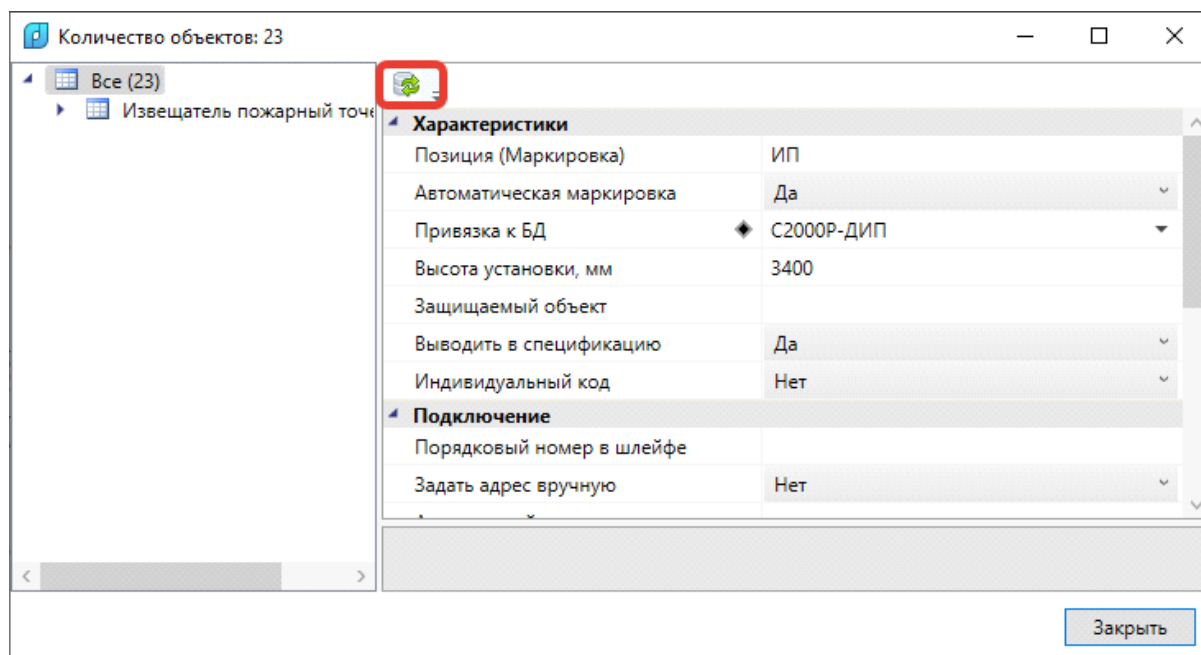 Количество объектов: 23
Все (23)
Извещатель пожарный точе
Характеристики
Позиция (Маркировка) ИП
Автоматическая маркировка Да
Привязка к БД С2000Р-ДИП
Высота установки, мм 3400
Защищаемый объект
Выводить в спецификацию Да
Индивидуальный код Нет
Подключение
Порядковый номер в шлейфе
Задать адрес вручную Нет
Закрыть